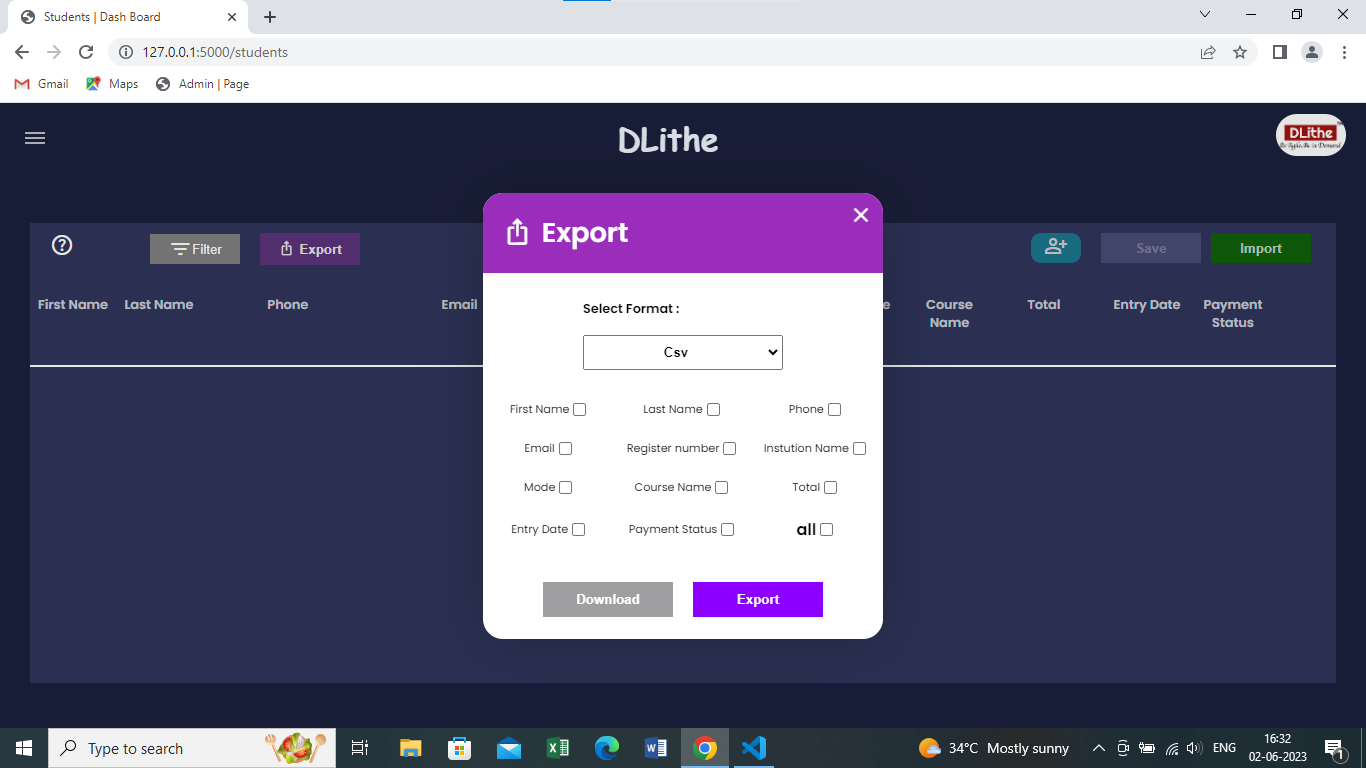 Students | Dash Board
127.0.0.1:5000/students
Gmail Maps Admin | Page
DLithe
DLithe
Be Agile.Be in Demand
Export
Filter Export Save Import
First Name Last Name Phone Email e Course Name Total Entry Date Payment Status
Select Format :
Csv
First Name Last Name Phone
Email Register number Instution Name
Mode Course Name Total
Entry Date Payment Status all
Download Export
Type to search
34°C Mostly sunny
ENG
16:32
02-06-2023
1